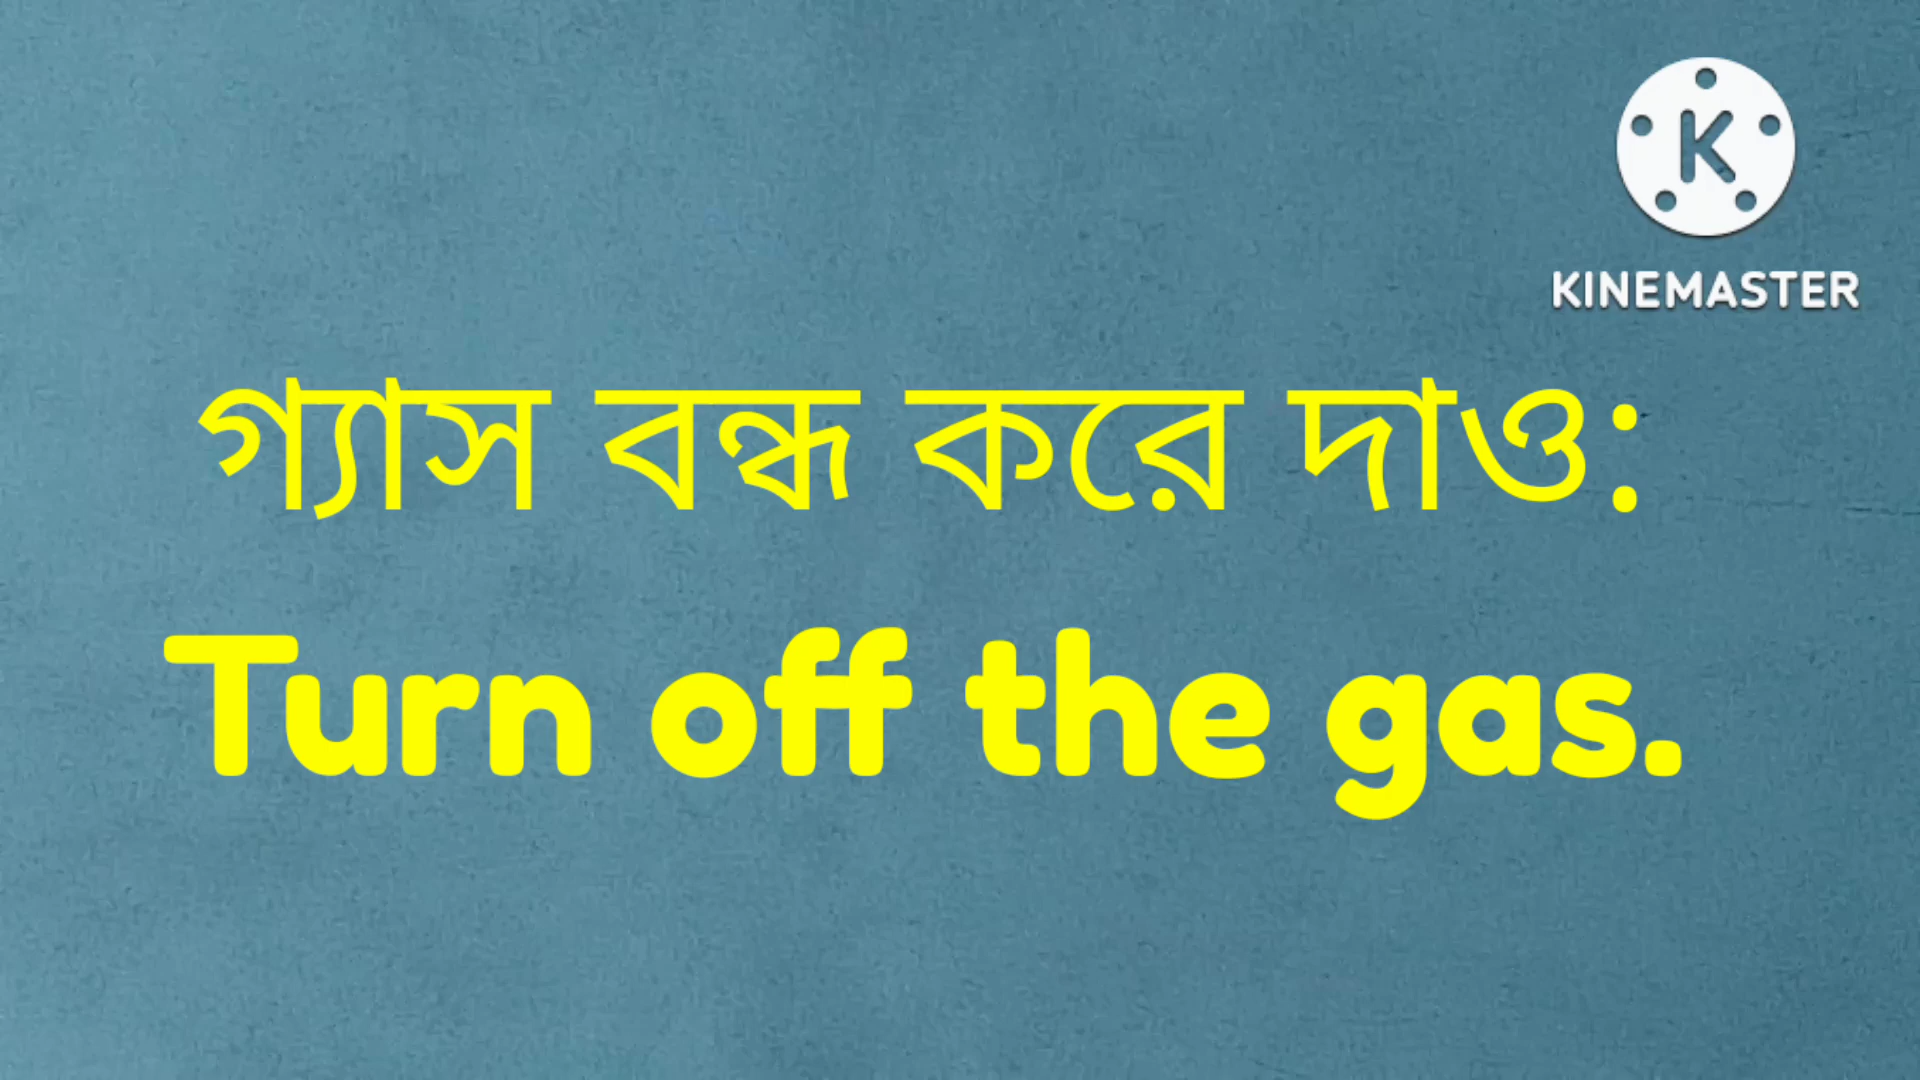 K
KINEMASTER
গ্যাস বন্ধ করে দাও:
Turn off the gas.